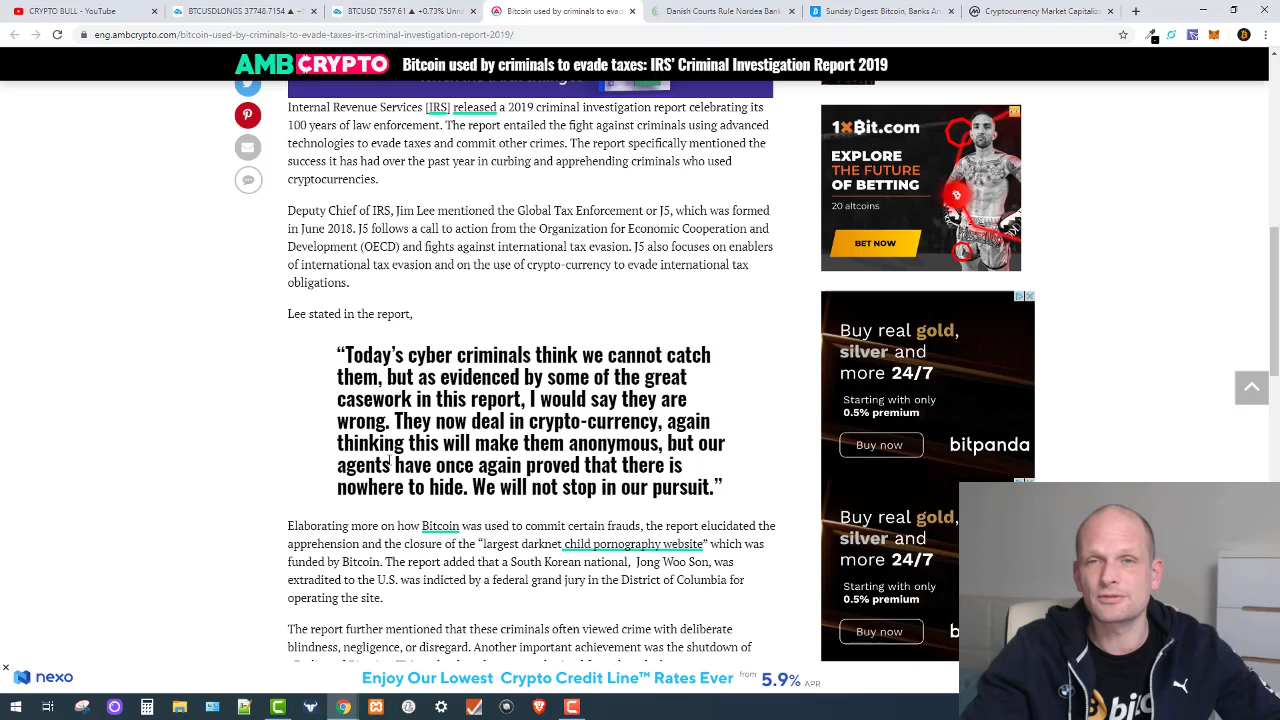 CRYPTO BULL - YouTube
BTCUSDLONGS 37748.7154 ▲ +
BTCUSD 7557.61 ▲ +0.73% Unn
Bitcoin used by criminals to evad
Danish Courts Rule Nordea Bank
Sunday Digest: Bitcoin, Banks An
Cryptocurrency Market Capitaliz
eng.ambcrypto.com/bitcoin-used-by-criminals-to-evade-taxes-irs-criminal-investigation-report-2019/
AMBCRYPTO Bitcoin used by criminals to evade taxes: IRS' Criminal Investigation Report 2019
Internal Revenue Services [IRS] released a 2019 criminal investigation report celebrating its
100 years of law enforcement. The report entailed the fight against criminals using advanced
technologies to evade taxes and commit other crimes. The report specifically mentioned the
success it has had over the past year in curbing and apprehending criminals who used
cryptocurrencies.
Deputy Chief of IRS, Jim Lee mentioned the Global Tax Enforcement or J5, which was formed
in June 2018. J5 follows a call to action from the Organization for Economic Cooperation and
Development (OECD) and fights against international tax evasion. J5 also focuses on enablers
of international tax evasion and on the use of crypto-currency to evade international tax
obligations.
Lee stated in the report,
“Today’s cyber criminals think we cannot catch
them, but as evidenced by some of the great
casework in this report, I would say they are
wrong. They now deal in crypto-currency, again
thinking this will make them anonymous, but our
agents have once again proved that there is
nowhere to hide. We will not stop in our pursuit.”
Elaborating more on how Bitcoin was used to commit certain frauds, the report elucidated the
apprehension and the closure of the “largest darknet child pornography website” which was
funded by Bitcoin. The report added that a South Korean national, Jong Woo Son, was
extradited to the U.S. was indicted by a federal grand jury in the District of Columbia for
operating the site.
The report further mentioned that these criminals often viewed crime with deliberate
blindness, negligence, or disregard. Another important achievement was the shutdown of
1XBit.com
EXPLORE
THE FUTURE
OF BETTING
20 altcoins
BET NOW
Buy real gold,
silver and
more 24/7
Starting with only
0.5% premium
Buy now
bitpanda
Buy real gold,
silver and
more 24/7
Starting with only
0.5% premium
Buy now
b
bitc
nexo
Enjoy Our Lowest Crypto Credit Line™ Rates Ever from 5.9% APR